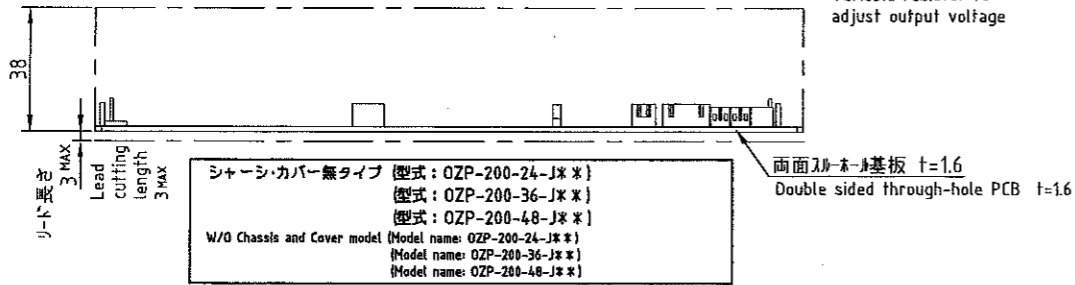 adjust output voltage
38
リード長さ
3 MAX
Lead
cutting
length
3 MAX
両面スルーホール基板 t=1.6
Double sided through-hole PCB t=1.6
シャーシ・カバー無タイプ (型式：OZP-200-24-J**)
(型式：OZP-200-36-J**)
(型式：OZP-200-48-J**)
W/O Chassis and Cover model (Model name: OZP-200-24-J**)
(Model name: OZP-200-36-J**)
(Model name: OZP-200-48-J**)